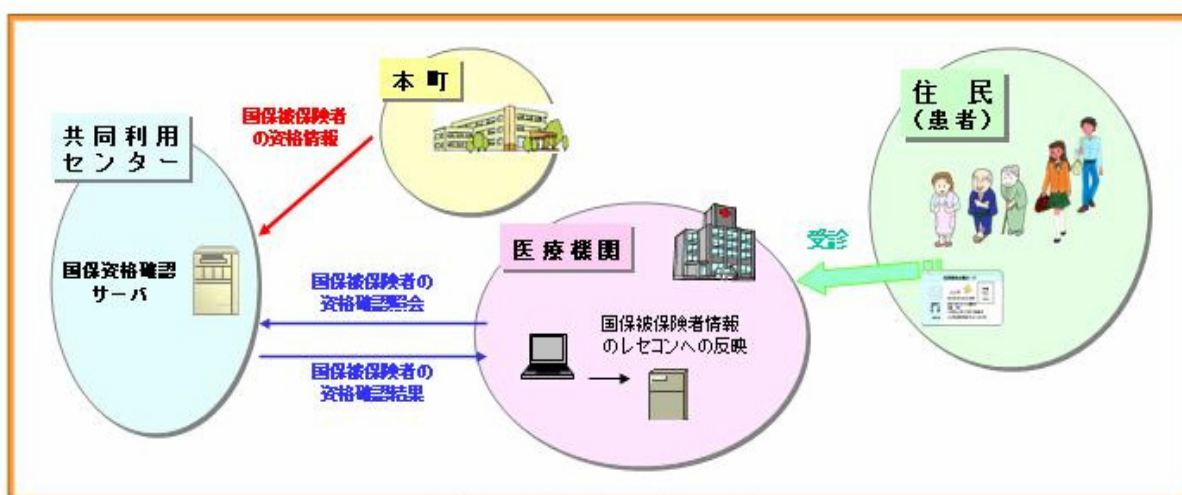 本町
国保被保険者
の資格情報
共同利用
センター
国保資格確認
サーバ
国保被保険者の
資格確認照会
国保被保険者の
資格確認結果
医療機関
国保被保険者情報
のレセコンへの反映
受診
住民
(患者)